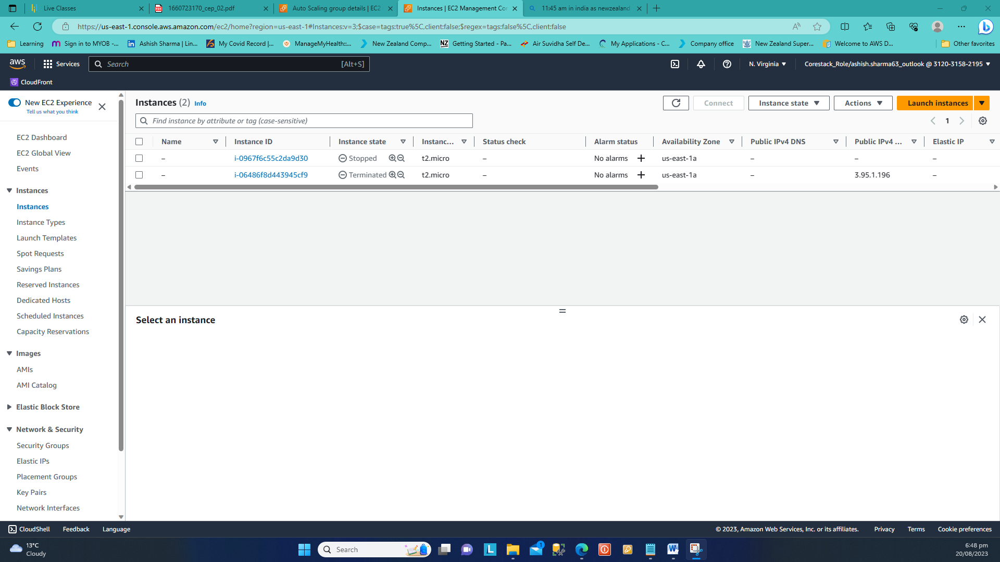 Live Classes
1660723170_cep_02.pdf
Auto Scaling group details | EC2
Instances | EC2 Management Con
11:45 am in india as newzealand
https://us-east-1.console.aws.amazon.com/ec2/home?region=us-east-1#Instances:v=3;$case=tags:true%5C,client:false;$regex=tags:false%5C,client:false
Learning
Sign in to MYOB -...
Ashish Sharma | Lin...
My Covid Record |...
ManageMyHealth::...
New Zealand Comp...
Getting Started - Pa...
Air Suvidha Self De...
My Applications - C...
Company office
New Zealand Super...
Welcome to AWS D...
Other favorites
aws
Services
Search
[Alt+S]
N. Virginia
Corestack_Role/ashish.sharma63_outlook @ 3120-3158-2195
CloudFront
New EC2 Experience
Tell us what you think
EC2 Dashboard
EC2 Global View
Events
Instances
Instances
Instance Types
Launch Templates
Spot Requests
Savings Plans
Reserved Instances
Dedicated Hosts
Scheduled Instances
Capacity Reservations
Images
AMIs
AMI Catalog
Elastic Block Store
Network & Security
Security Groups
Elastic IPs
Placement Groups
Key Pairs
Network Interfaces
Instances (2) Info
Connect
Instance state
Actions
Launch instances
Find instance by attribute or tag (case-sensitive)
1
Name Instance ID Instance state Instanc... Status check Alarm status Availability Zone Public IPv4 DNS Public IPv4 ... Elastic IP
– i-0967f6c55c2da9d30 Stopped t2.micro – No alarms + us-east-1a – – –
– i-06486f8d443945cf9 Terminated t2.micro – No alarms + us-east-1a – 3.95.1.196 –
Select an instance
CloudShell
Feedback
Language
© 2023, Amazon Web Services, Inc. or its affiliates.
Privacy
Terms
Cookie preferences
13°C
Cloudy
Search
1
6:48 pm
20/08/2023